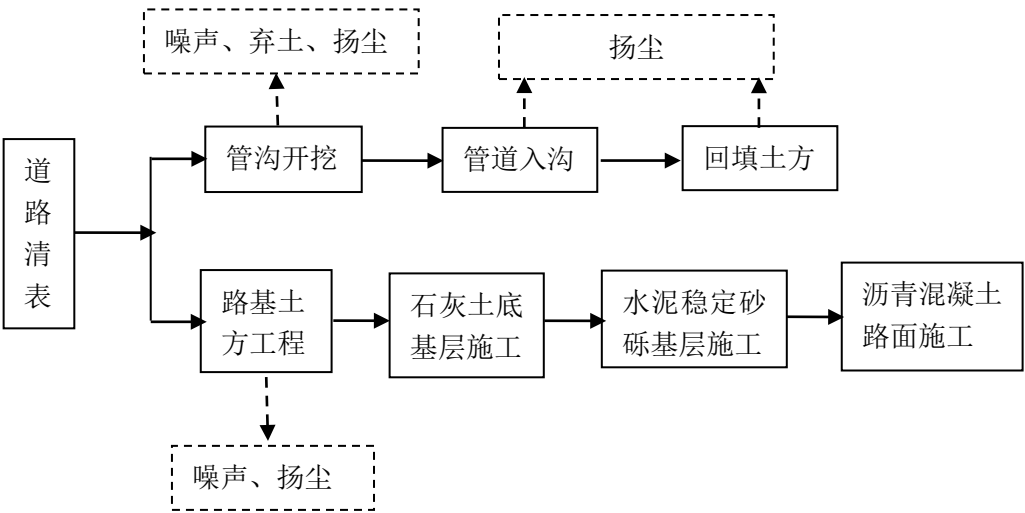 噪声、弃土、扬尘
扬尘
道
路
清
表
管沟开挖
管道入沟
回填土方
路基土
方工程
石灰土底
基层施工
水泥稳定砂
砾基层施工
沥青混凝土
路面施工
噪声、扬尘